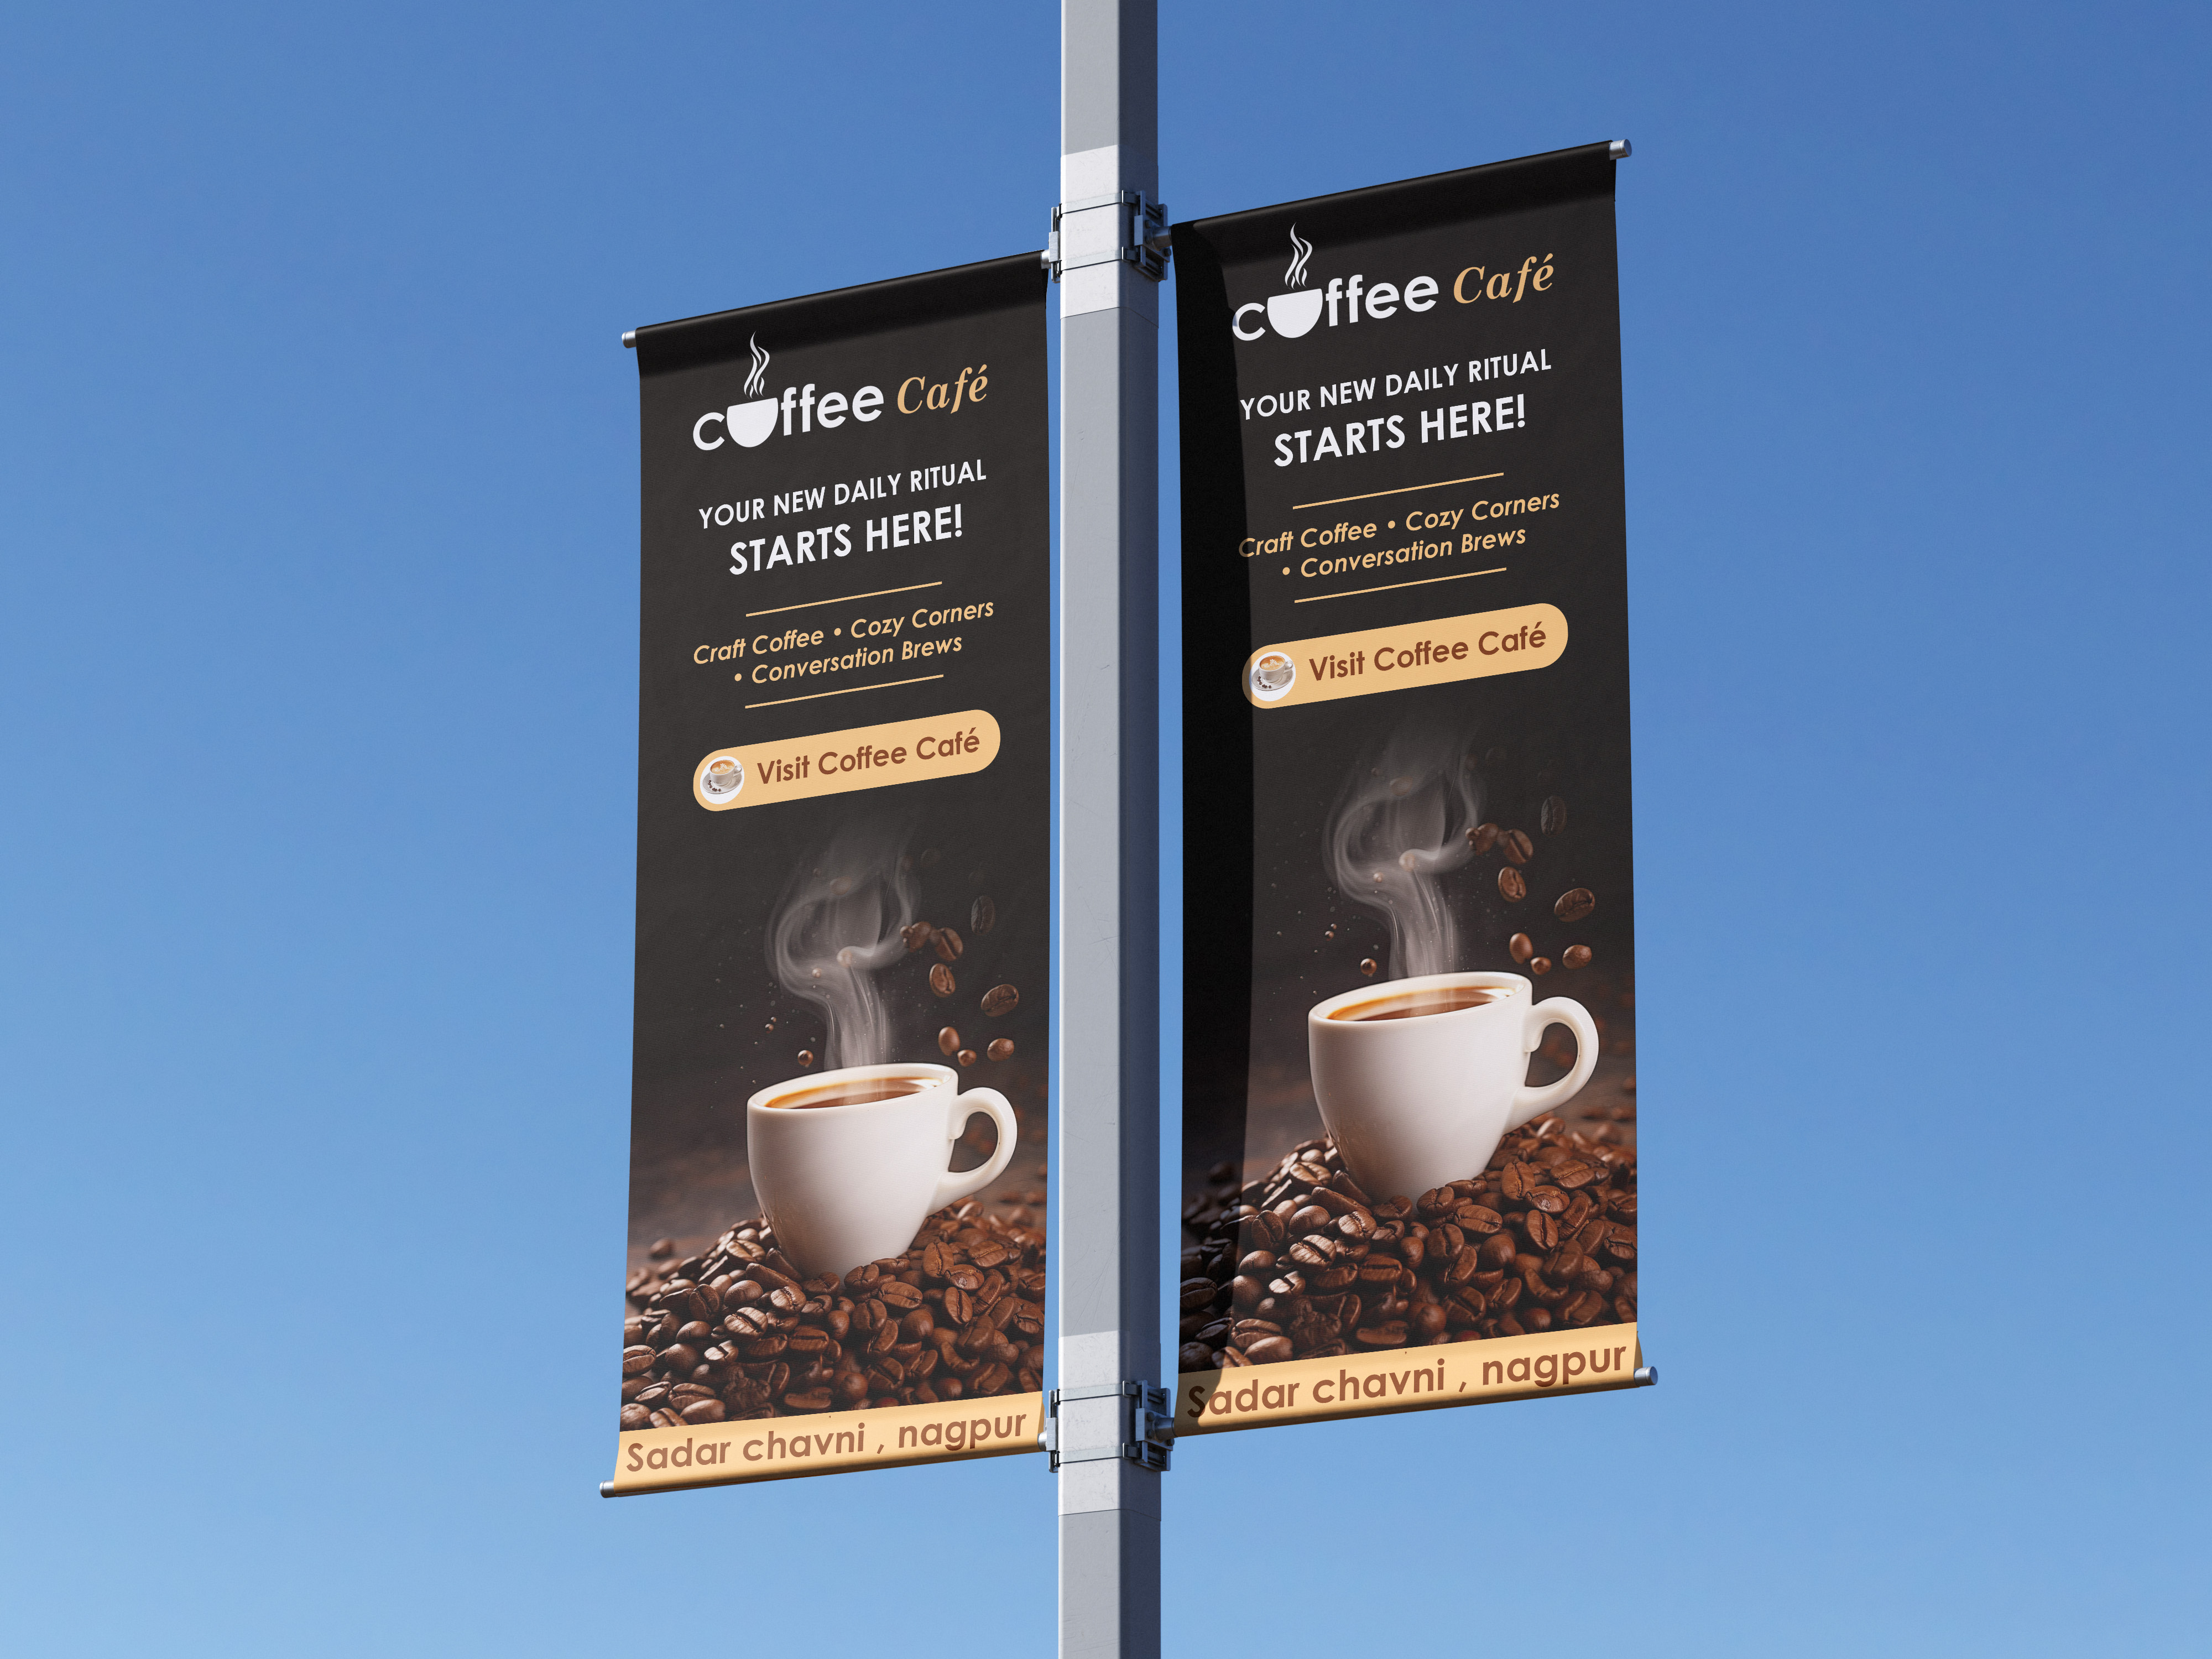 coffee Café
YOUR NEW DAILY RITUAL
STARTS HERE!
Craft Coffee • Cozy Corners
• Conversation Brews
Visit Coffee Café
Sadar chavni , nagpur
coffee Café
YOUR NEW DAILY RITUAL
STARTS HERE!
Craft Coffee • Cozy Corners
• Conversation Brews
Visit Coffee Café
Sadar chavni , nagpur